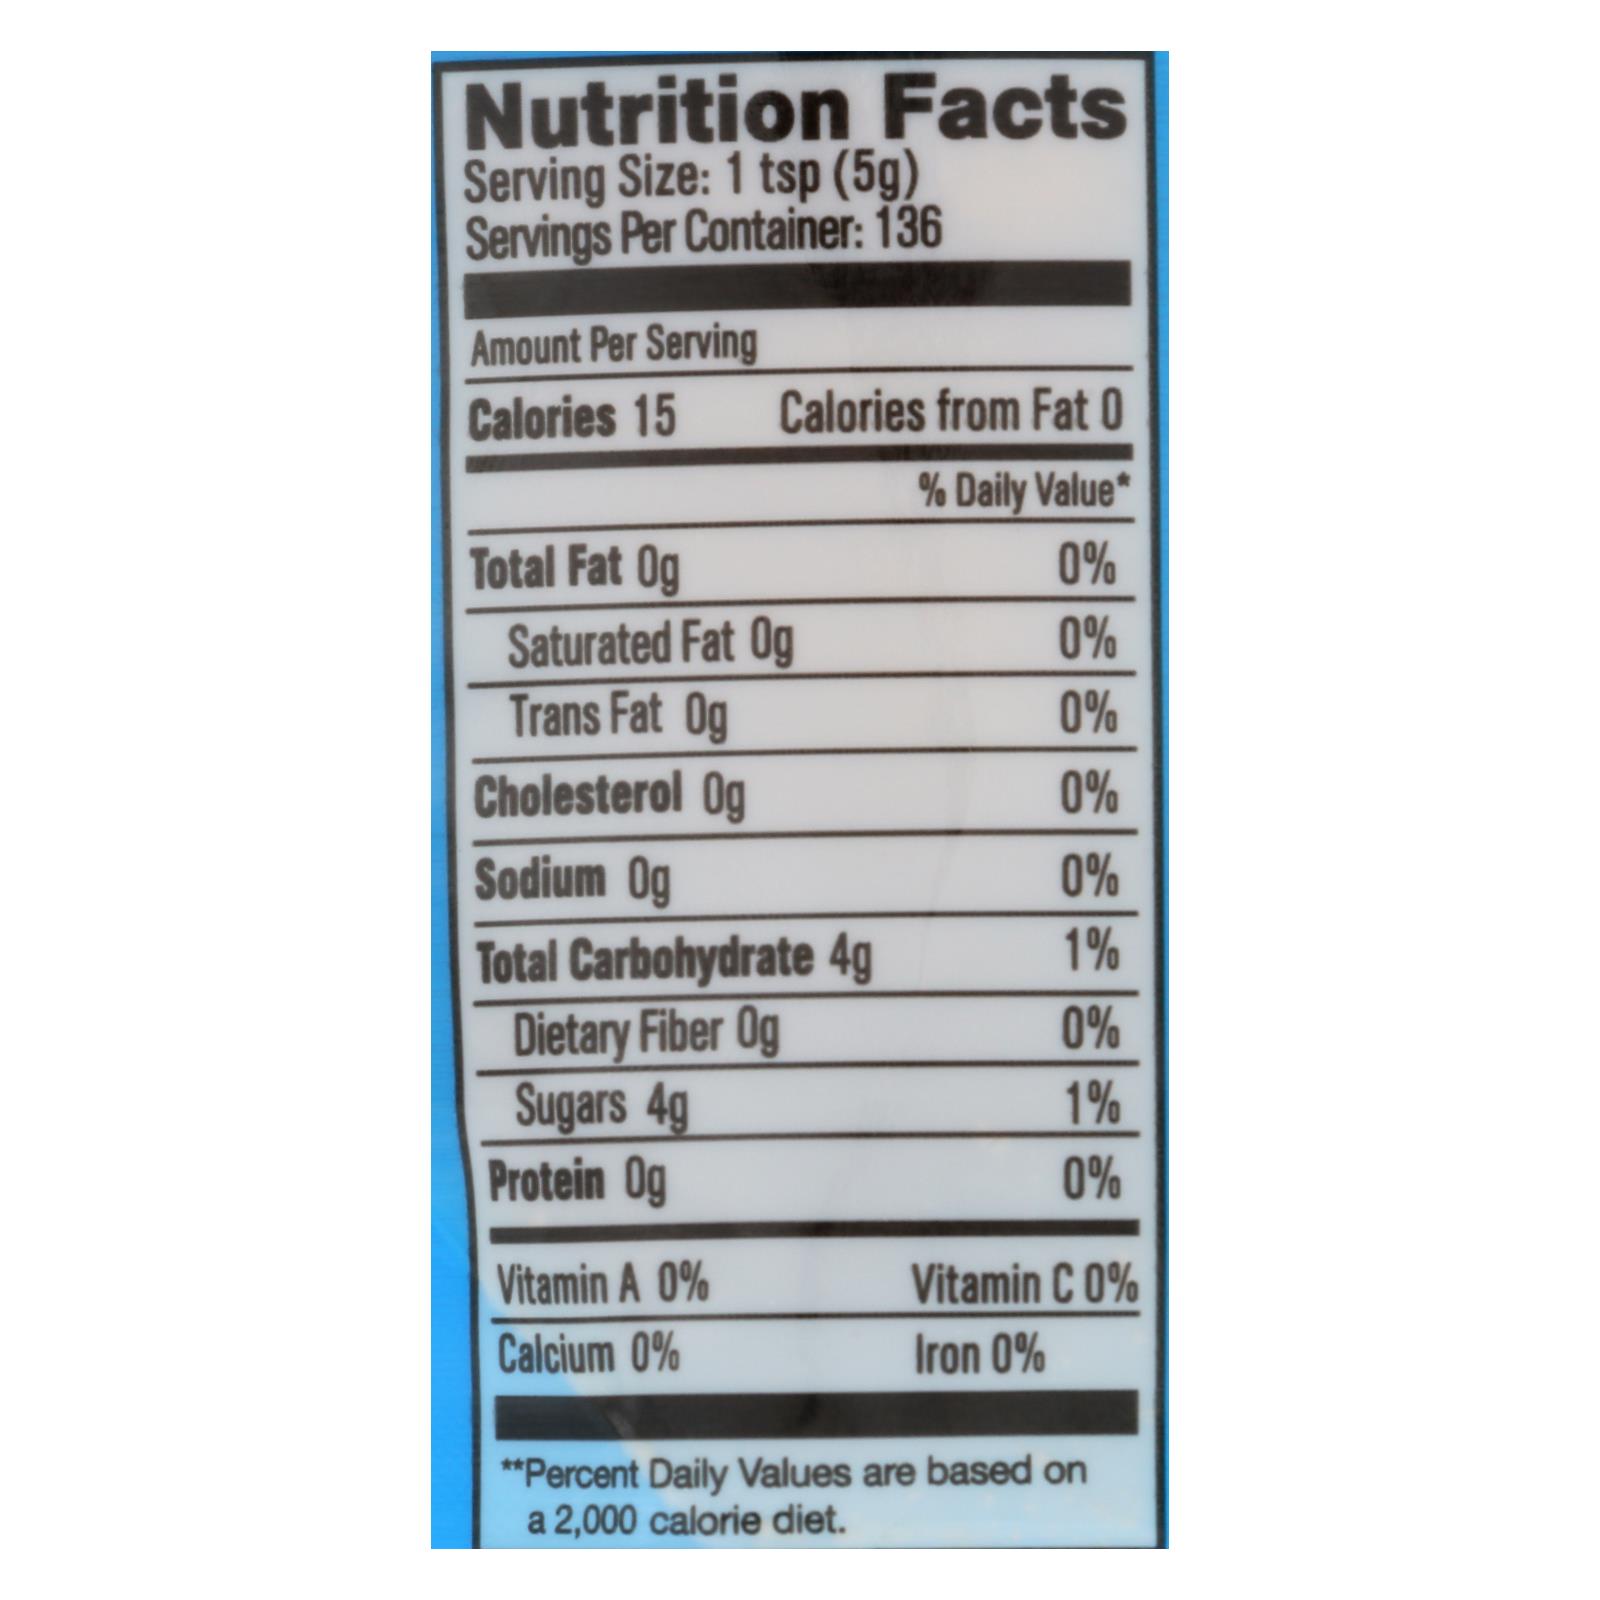 Nutrition Facts
Serving Size: 1 tsp (5g)
Servings Per Container: 136
Amount Per Serving
Calories 15 Calories from Fat 0
% Daily Value*
Total Fat 0g 0%
Saturated Fat 0g 0%
Trans Fat 0g 0%
Cholesterol 0g 0%
Sodium 0g 0%
Total Carbohydrate 4g 1%
Dietary Fiber 0g 0%
Sugars 4g 1%
Protein 0g 0%
Vitamin A 0% Vitamin C 0%
Calcium 0% Iron 0%
**Percent Daily Values are based on
a 2,000 calorie diet.